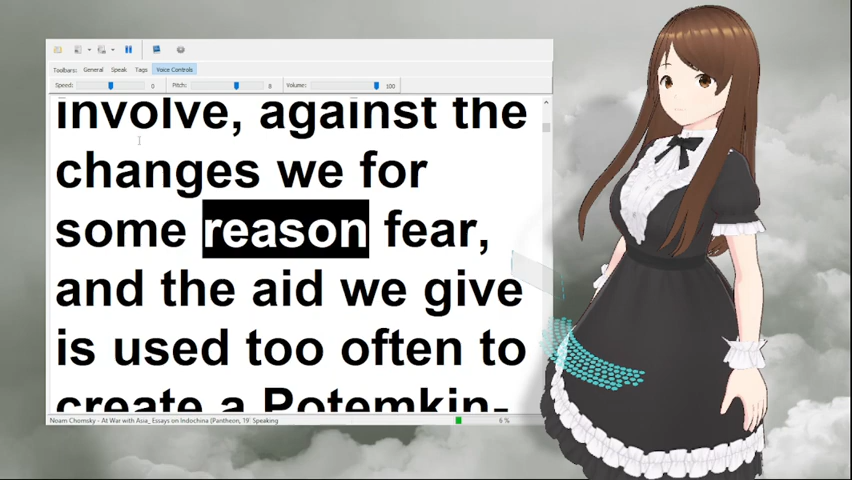 Toolbars: General Speak Tags Voice Controls
Speed: 0 Pitch: 8 Volume: 100
involve, against the
changes we for
some reason fear,
and the aid we give
is used too often to
create a Potemkin-
Noam Chomsky - At War with Asia_ Essays on Indochina (Pantheon, 19 Speaking 6 %